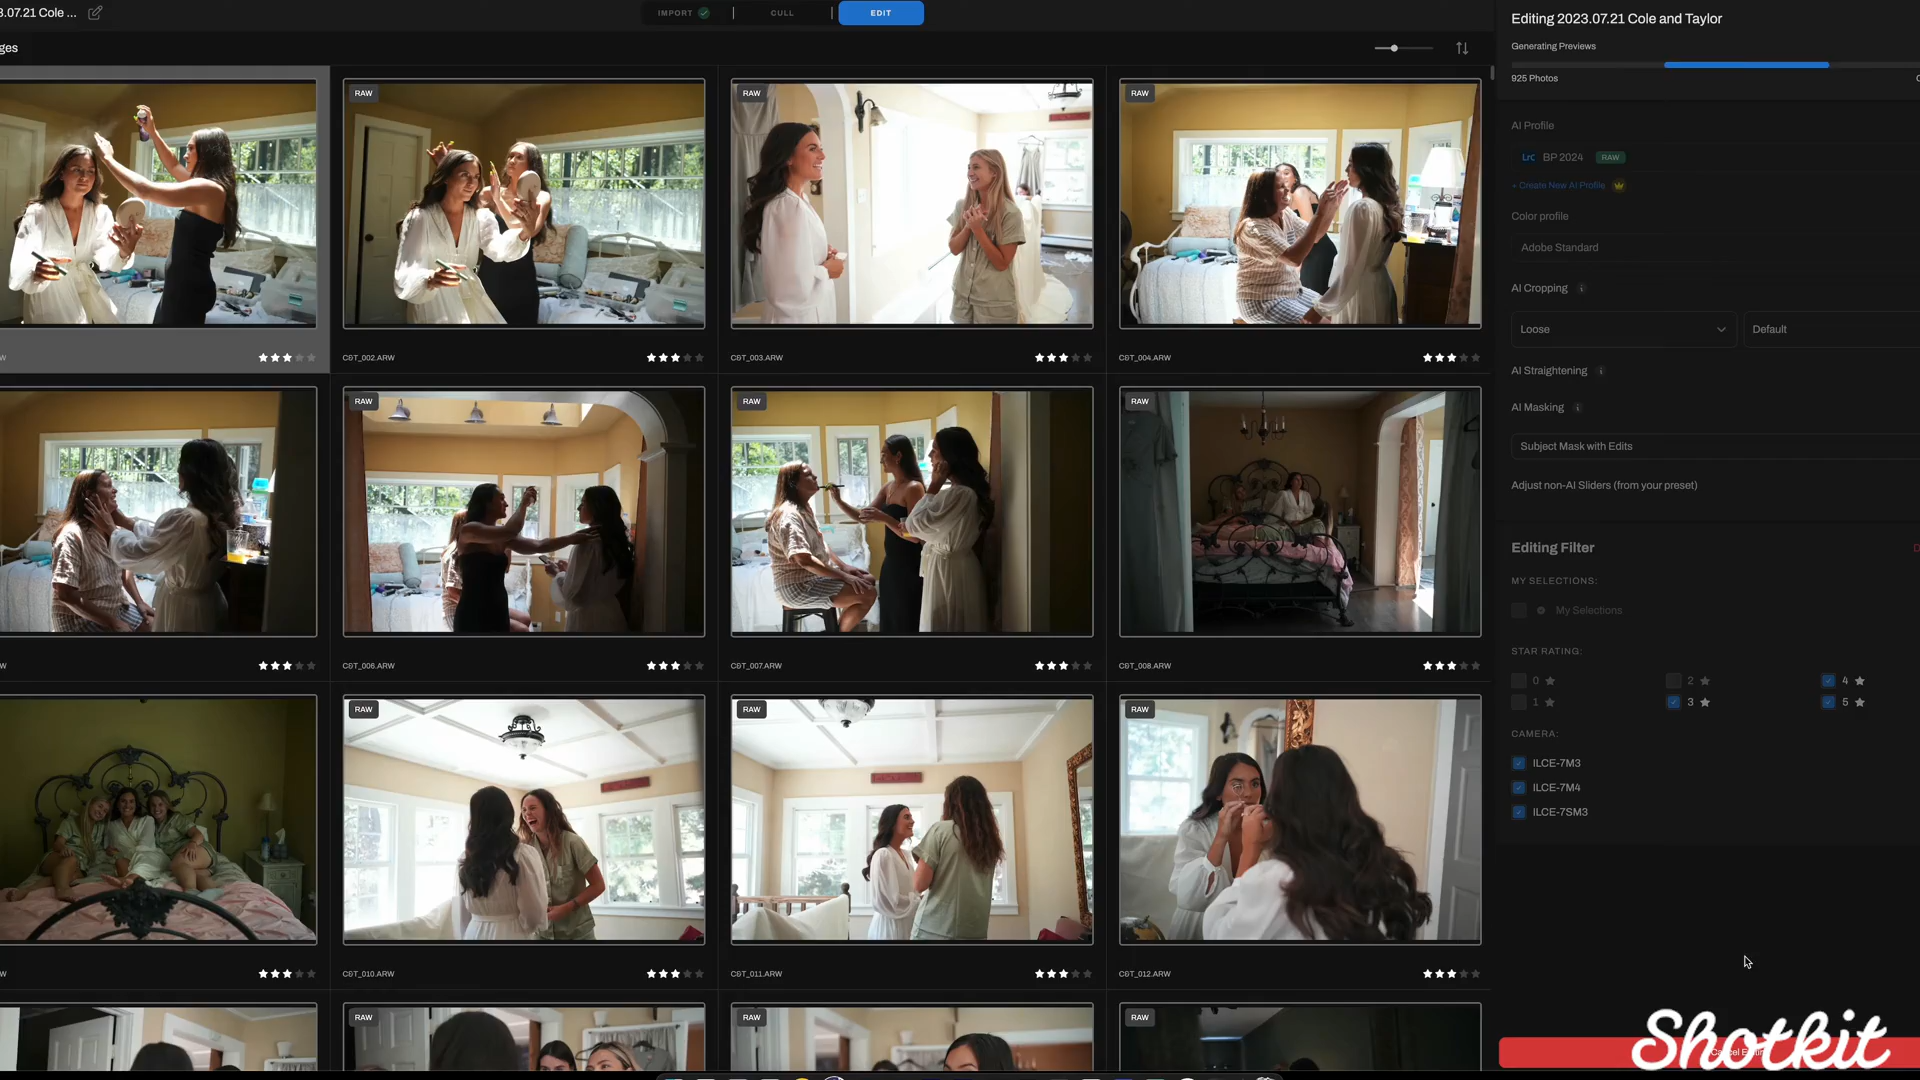 3.07.21 Cole ...
IMPORT
CULL
EDIT
ges
Editing 2023.07.21 Cole and Taylor
Generating Previews
925 Photos
AI Profile
LrC BP 2024 RAW
+ Create New AI Profile
Color profile
Adobe Standard
AI Cropping
Loose
Default
AI Straightening
AI Masking
Subject Mask with Edits
Adjust non-AI Sliders (from your preset)
Editing Filter
MY SELECTIONS:
My Selections
STAR RATING:
0
2
4
1
3
5
CAMERA:
ILCE-7M3
ILCE-7M4
ILCE-7SM3
RAW
RAW
RAW
W
C&T_002.ARW
C&T_003.ARW
C&T_004.ARW
RAW
RAW
RAW
W
C&T_006.ARW
C&T_007.ARW
C&T_008.ARW
RAW
RAW
RAW
W
C&T_010.ARW
C&T_011.ARW
C&T_012.ARW
RAW
RAW
RAW
Shotkit